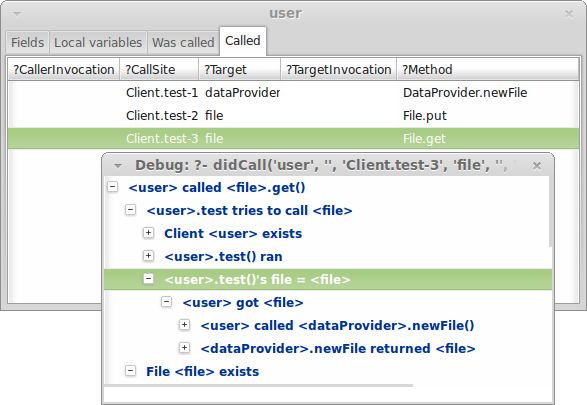 user
Fields Local variables Was called Called
?CallerInvocation ?CallSite ?Target ?TargetInvocation ?Method
Client.test-1 dataProvider DataProvider.newFile
Client.test-2 file File.put
Client.test-3 file File.get
Debug: ?- didCall('user', '', 'Client.test-3', 'file', '', '
<user> called <file>.get()
<user>.test tries to call <file>
Client <user> exists
<user>.test() ran
<user>.test()'s file = <file>
<user> got <file>
<user> called <dataProvider>.newFile()
<dataProvider>.newFile returned <file>
File <file> exists